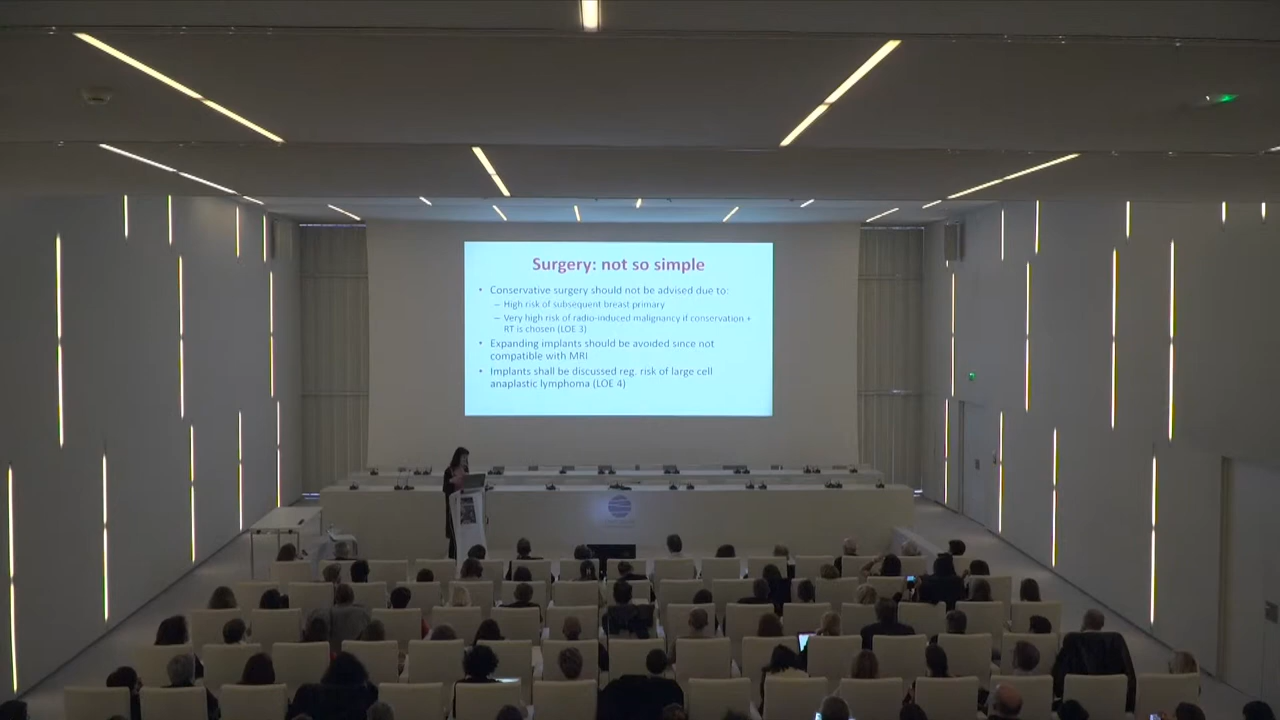 Surgery: not so simple
• Conservative surgery should not be advised due to:
– High risk of subsequent breast primary
– Very high risk of radio-induced malignancy if conservation +
RT is chosen (LOE 3)
• Expanding implants should be avoided since not
compatible with MRI
• Implants shall be discussed reg. risk of large cell
anaplastic lymphoma (LOE 4)